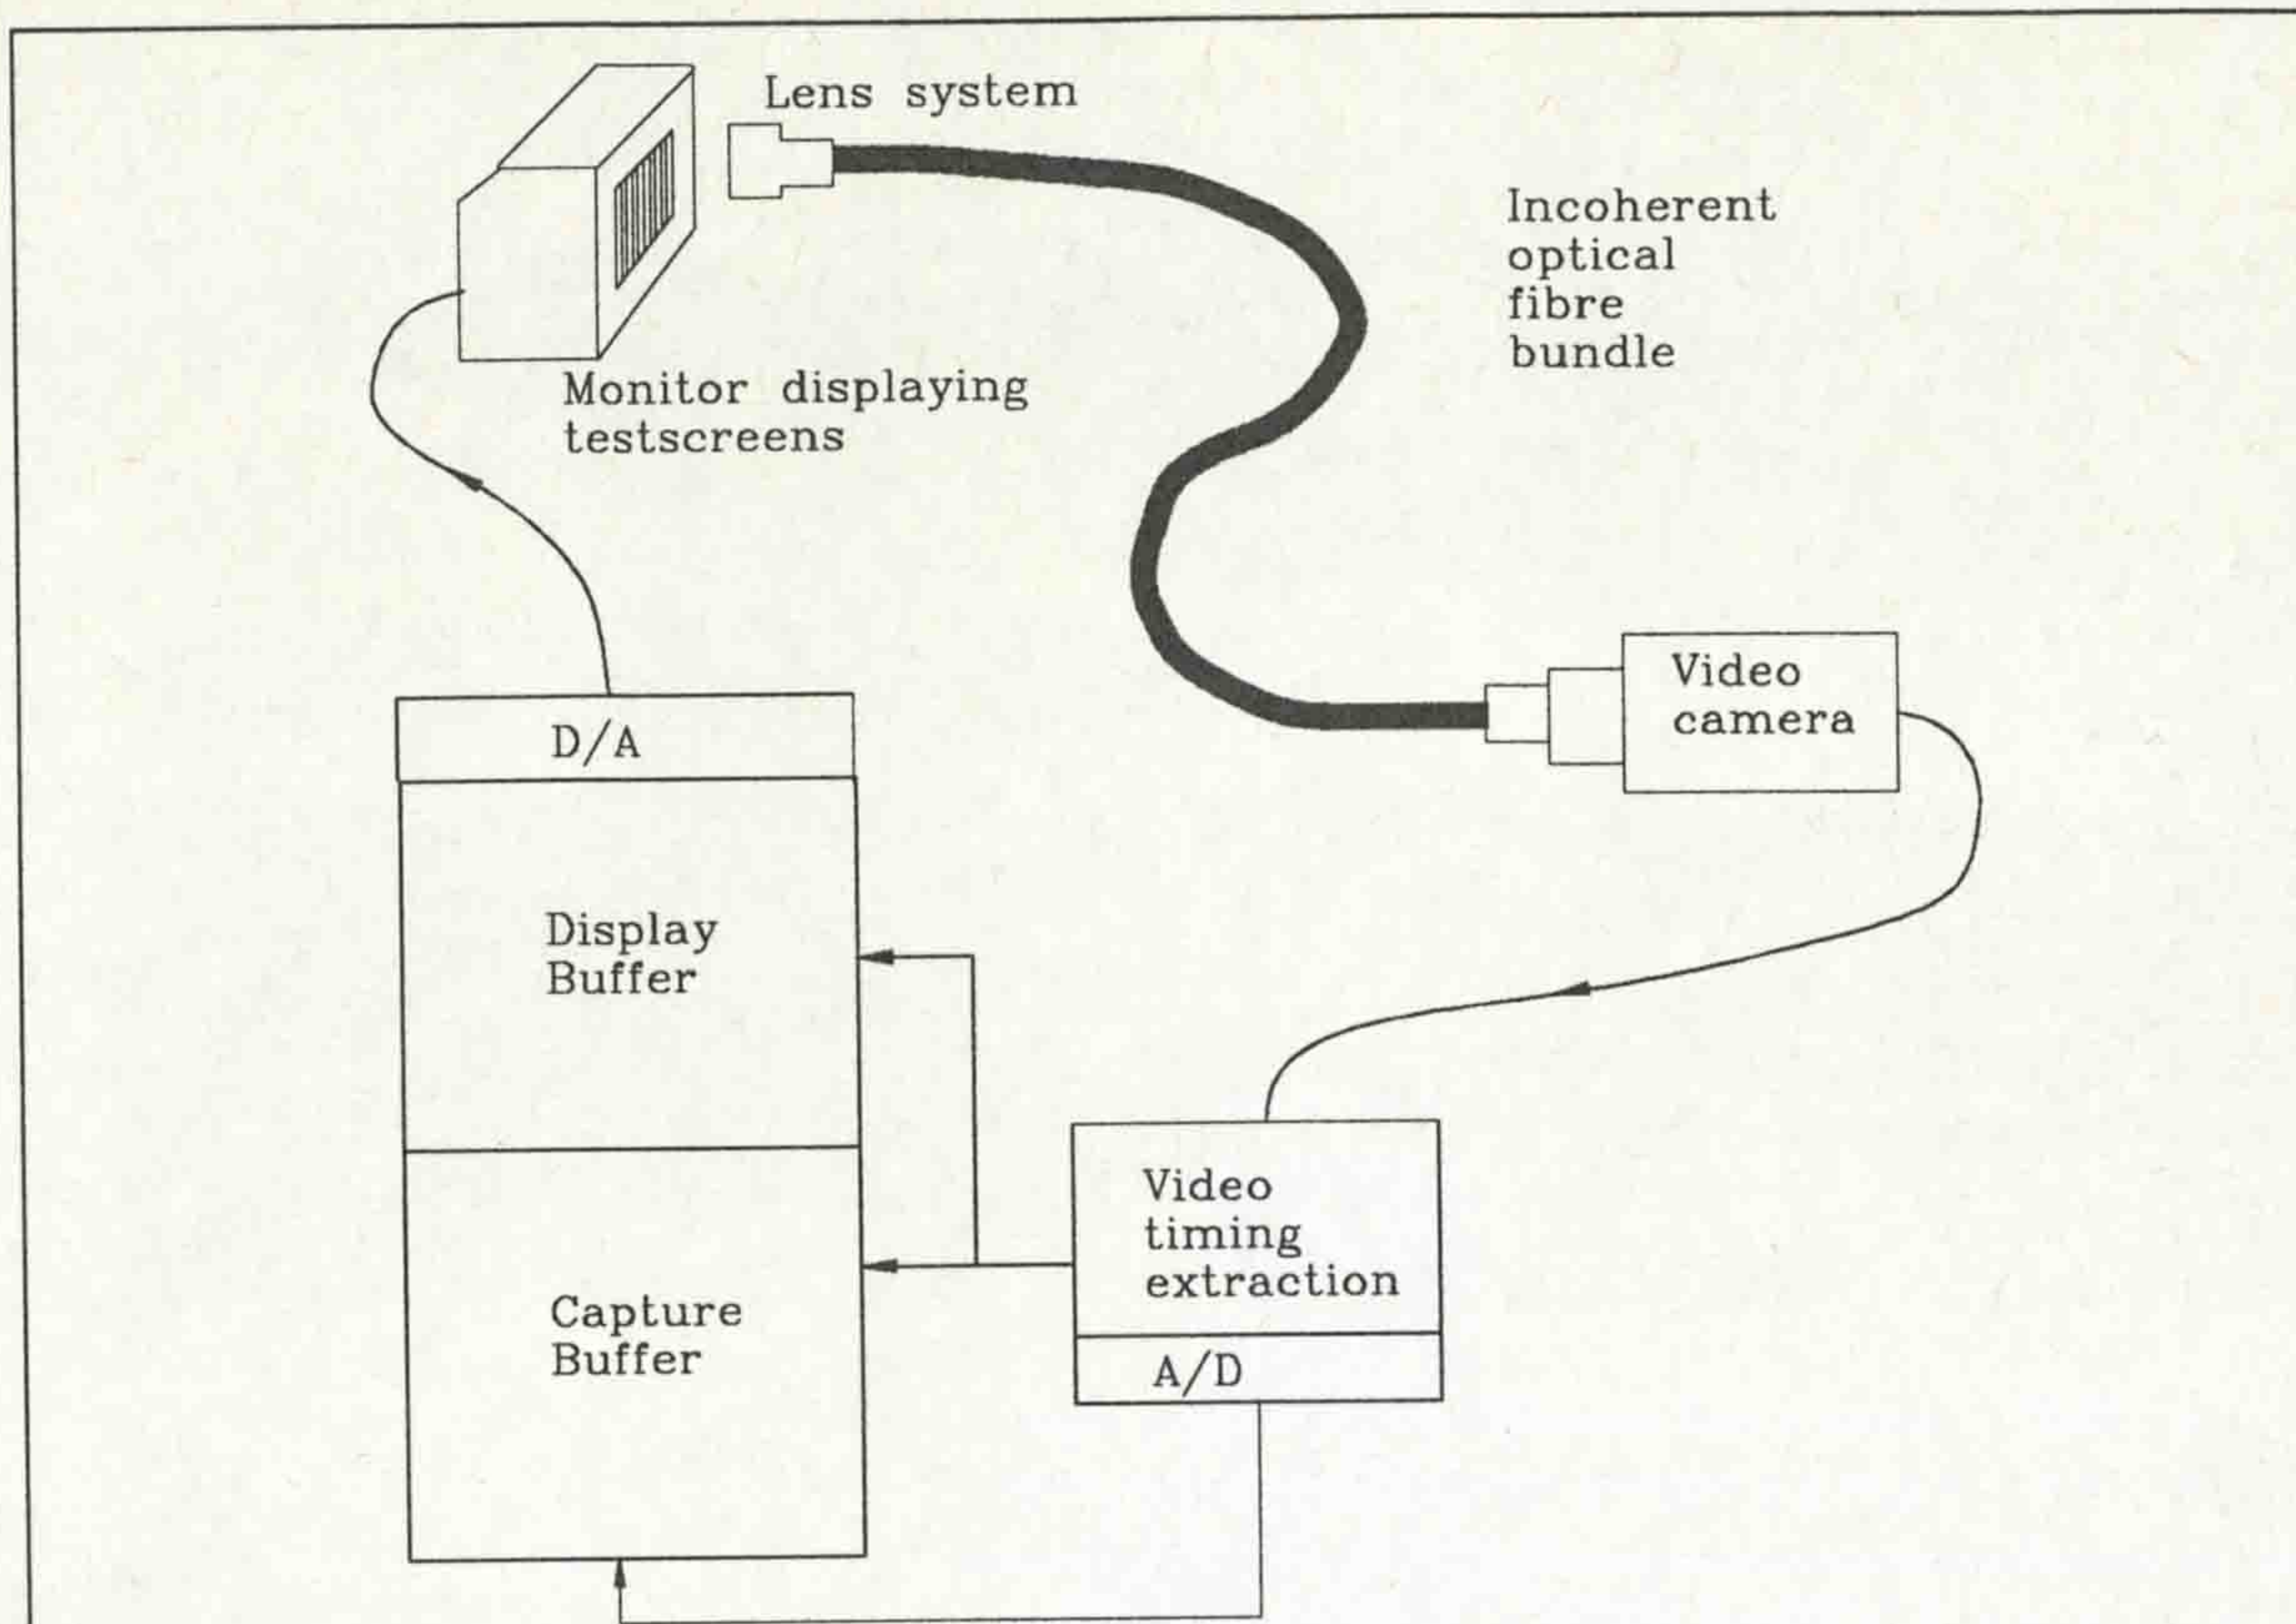 Lens system
Incoherent
optical
fibre
bundle
Monitor displaying
testscreens
Video
camera
D/A
Display
Buffer
Video
timing
extraction
Capture
Buffer
A/D